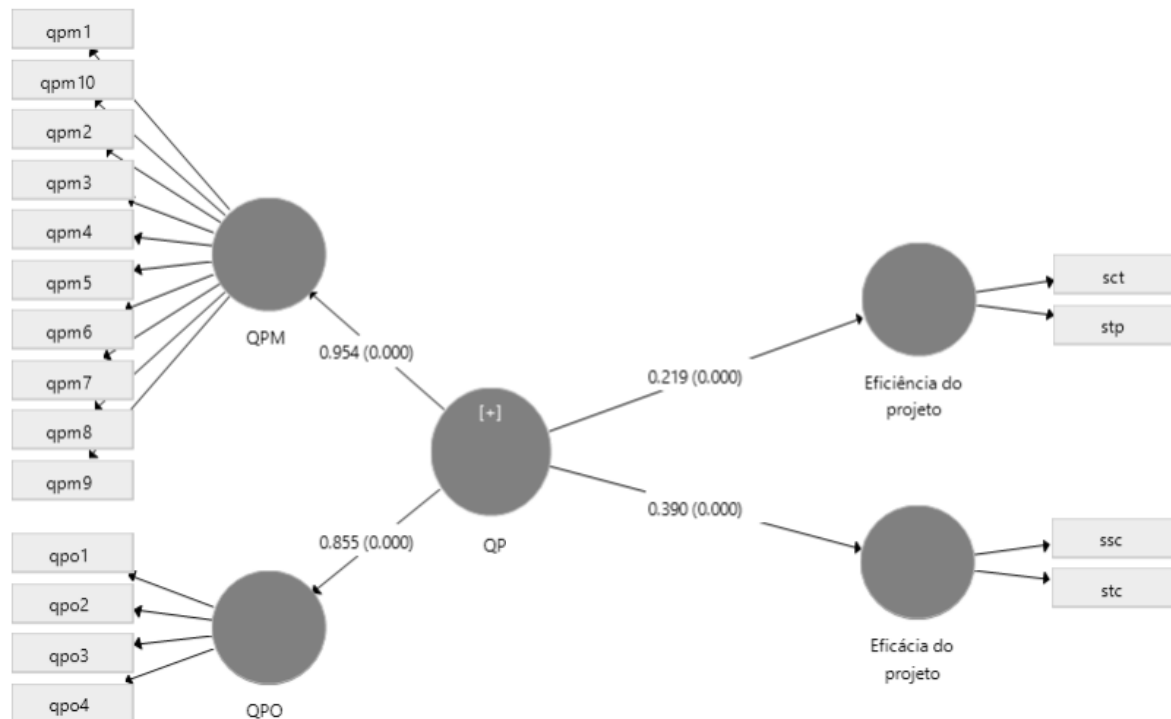 qpm1
qpm10
qpm2
qpm3
qpm4
qpm5
qpm6
qpm7
qpm8
qpm9
QPM
0.954 (0.000)
qpo1
qpo2
qpo3
qpo4
QPO
0.855 (0.000)
[+]
QP
0.219 (0.000)
0.390 (0.000)
Eficiência do
projeto
sct
stp
Eficácia do
projeto
ssc
stc